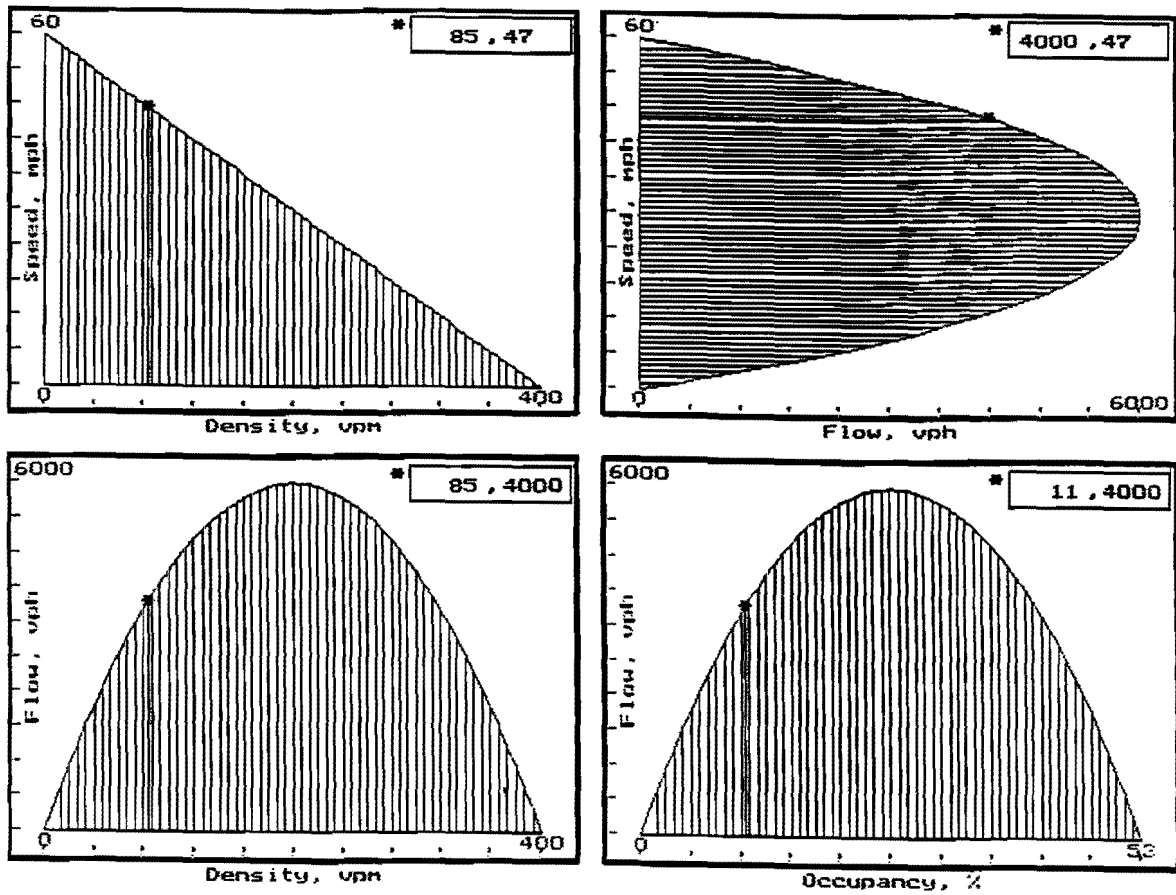 60
* 85 , 47
Speed, mph
0
400
Density, vpm
60
* 4000 , 47
Speed, mph
0
6000
Flow, vph
6000
* 85 , 4000
Flow, vph
0
400
Density, vpm
6000
* 11 , 4000
Flow, vph
0
53
Occupancy, %